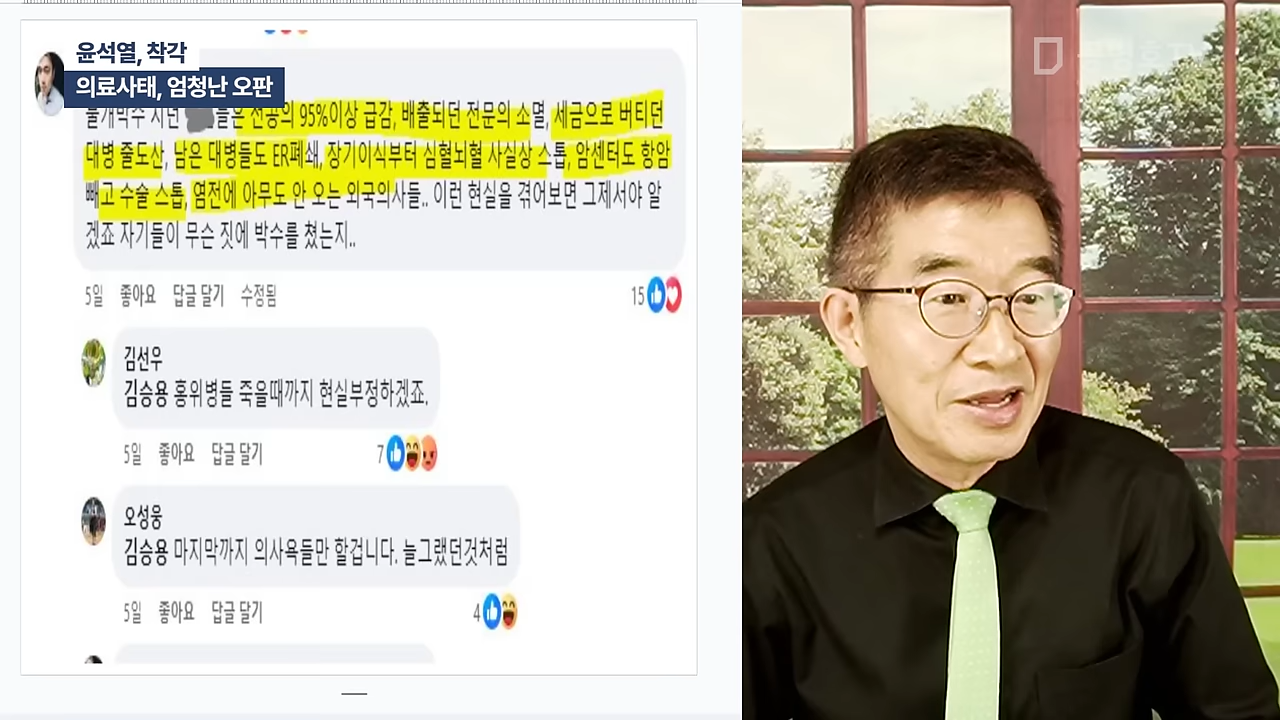 윤석열, 착각
의료사태, 엄청난 오판
물개박수 치던 들은 전공의 95%이상 급감, 배출되던 전문의 소멸, 세금으로 버티던
대병 줄도산, 남은 대병들도 ER폐쇄, 장기이식부터 심혈뇌혈 사실상 스톱, 암센터도 항암
빼고 수술 스톱, 염전에 아무도 안 오는 외국의사들.. 이런 현실을 겪어보면 그제서야 알
겠죠 자기들이 무슨 짓에 박수를 쳤는지..
5일 좋아요 답글 달기 수정됨 15
김선우
김승용 홍위병들 죽을때까지 현실부정하겠죠.
5일 좋아요 답글 달기 7
오성웅
김승용 마지막까지 의사욕들만 할겁니다. 늘그랬던것처럼
5일 좋아요 답글 달기 4